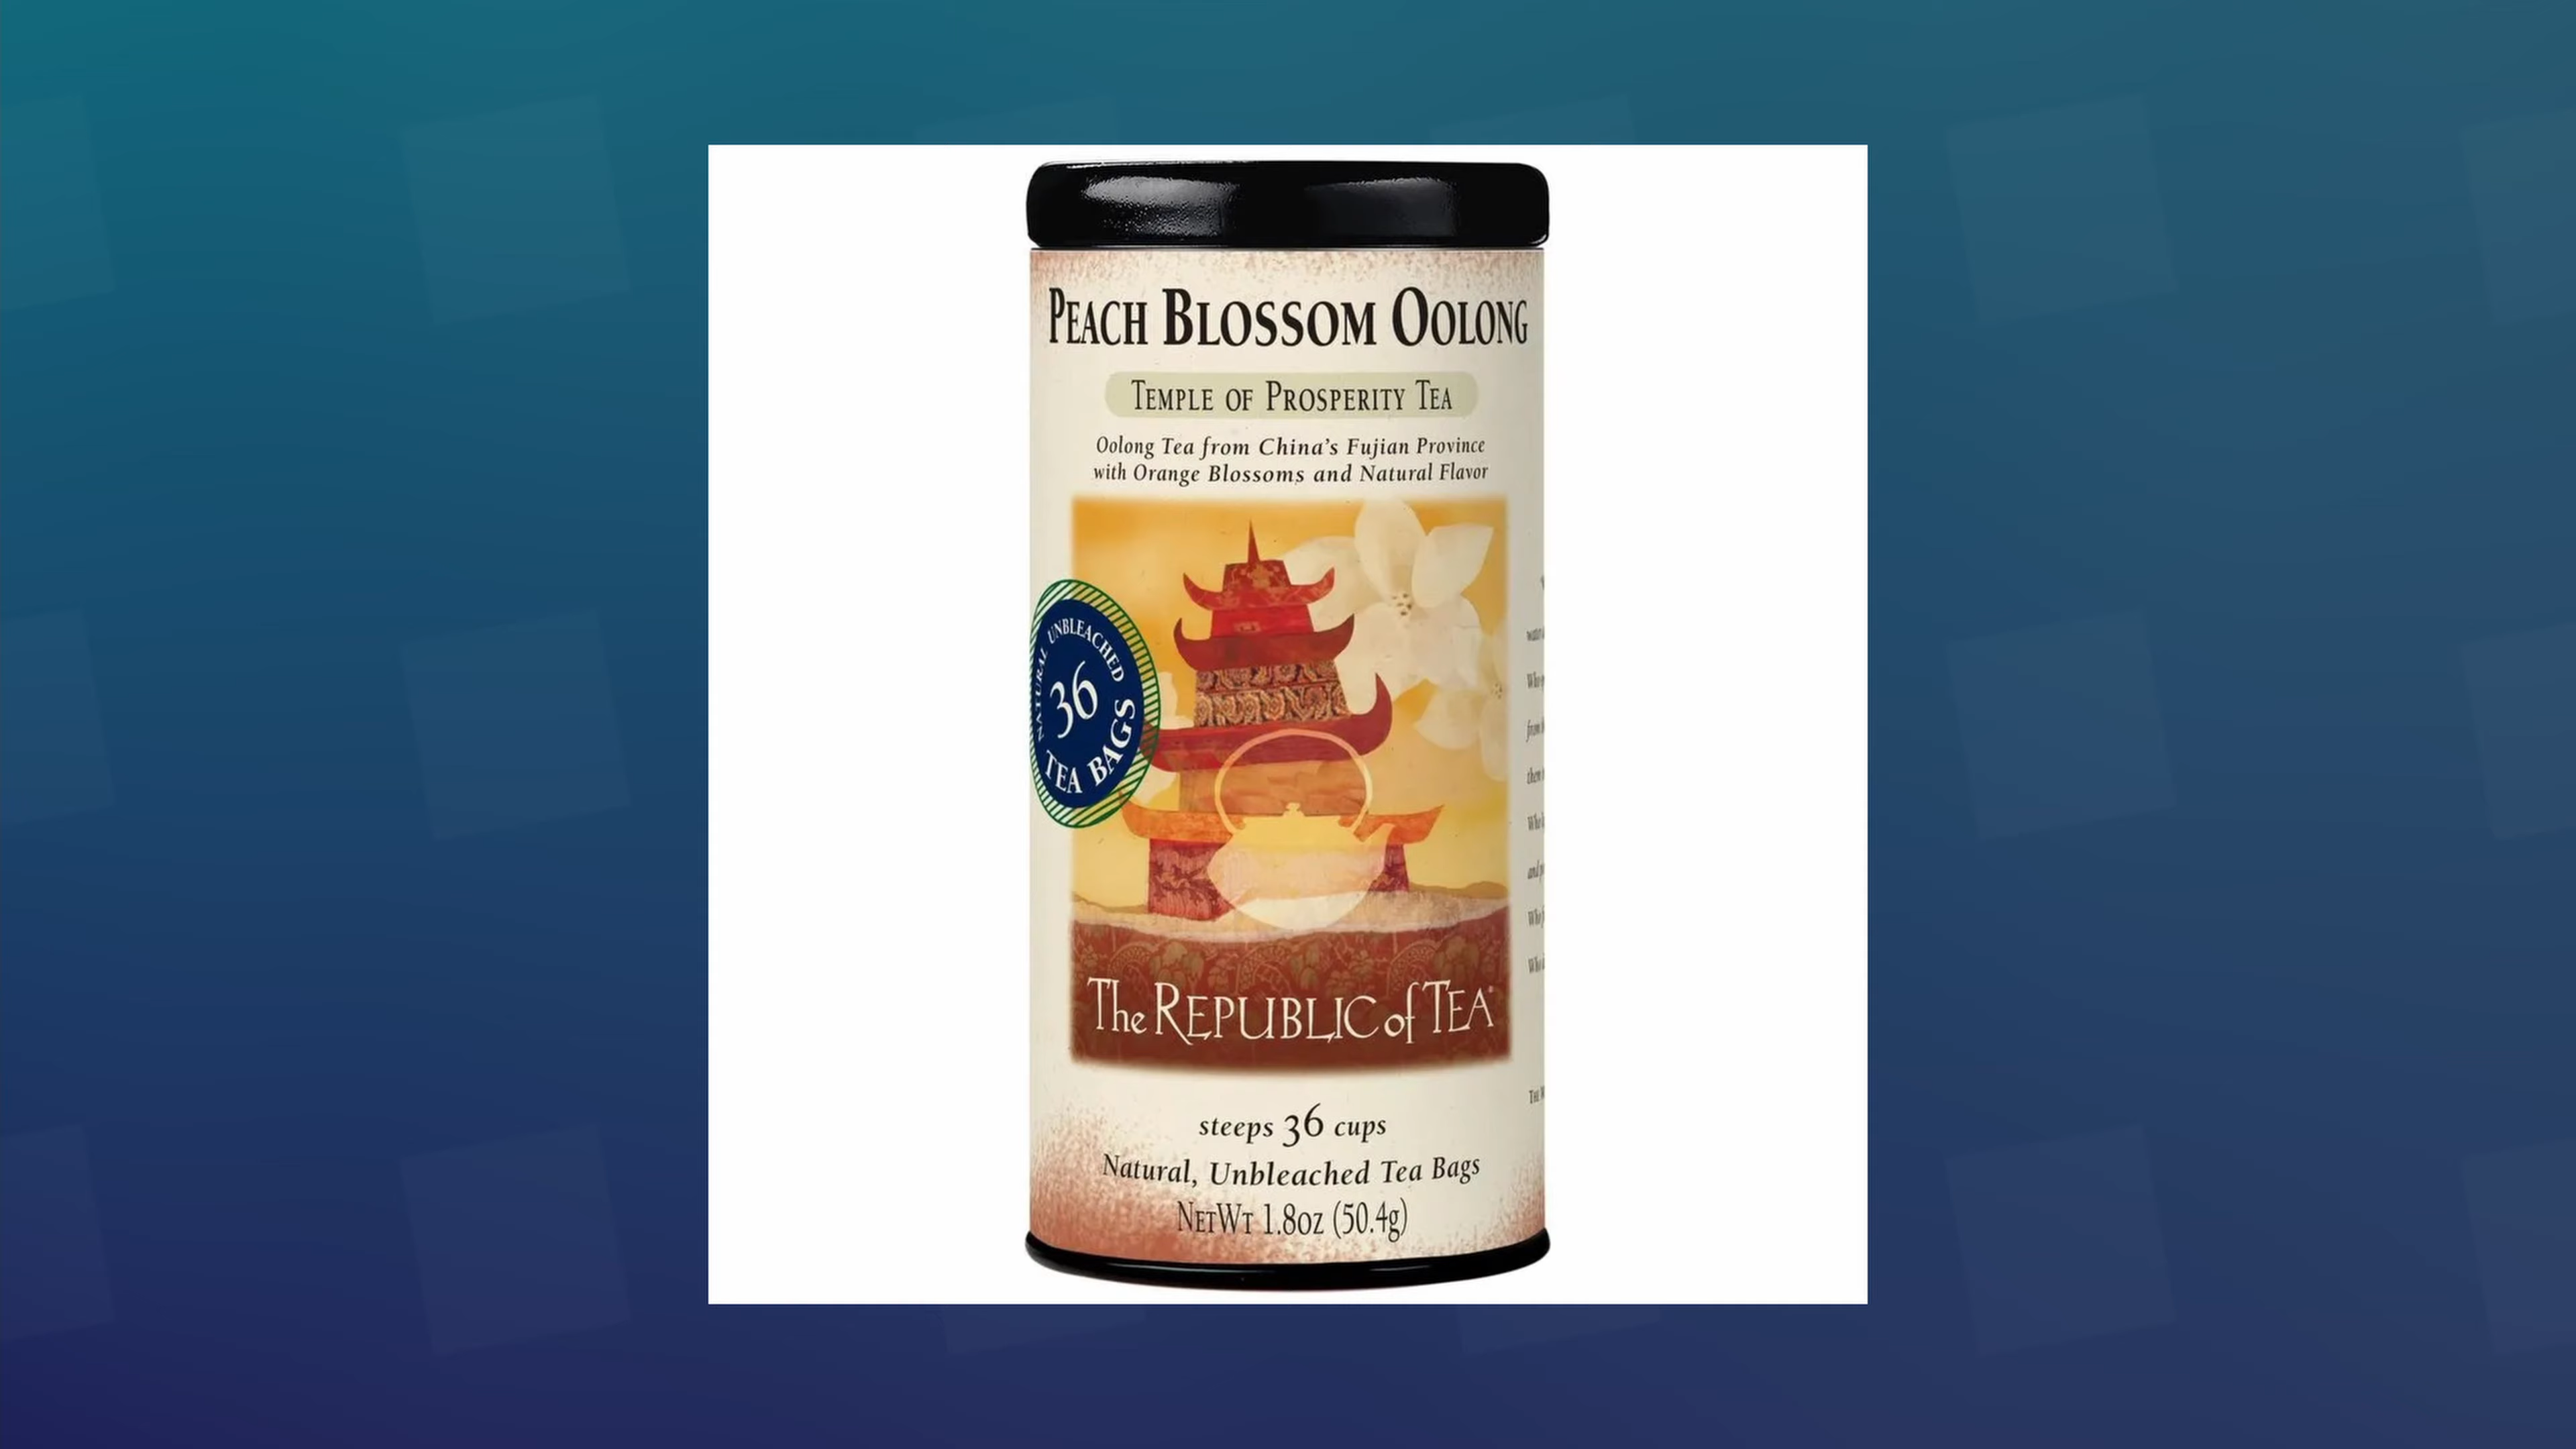 PEACH BLOSSOM OOLONG
TEMPLE OF PROSPERITY TEA
Oolong Tea from China's Fujian Province
with Orange Blossoms and Natural Flavor
NATURAL UNBLEACHED
36
TEA BAGS
The REPUBLIC of TEA
steeps 36 cups
Natural, Unbleached Tea Bags
NETWT 1.8oz (50.4g)